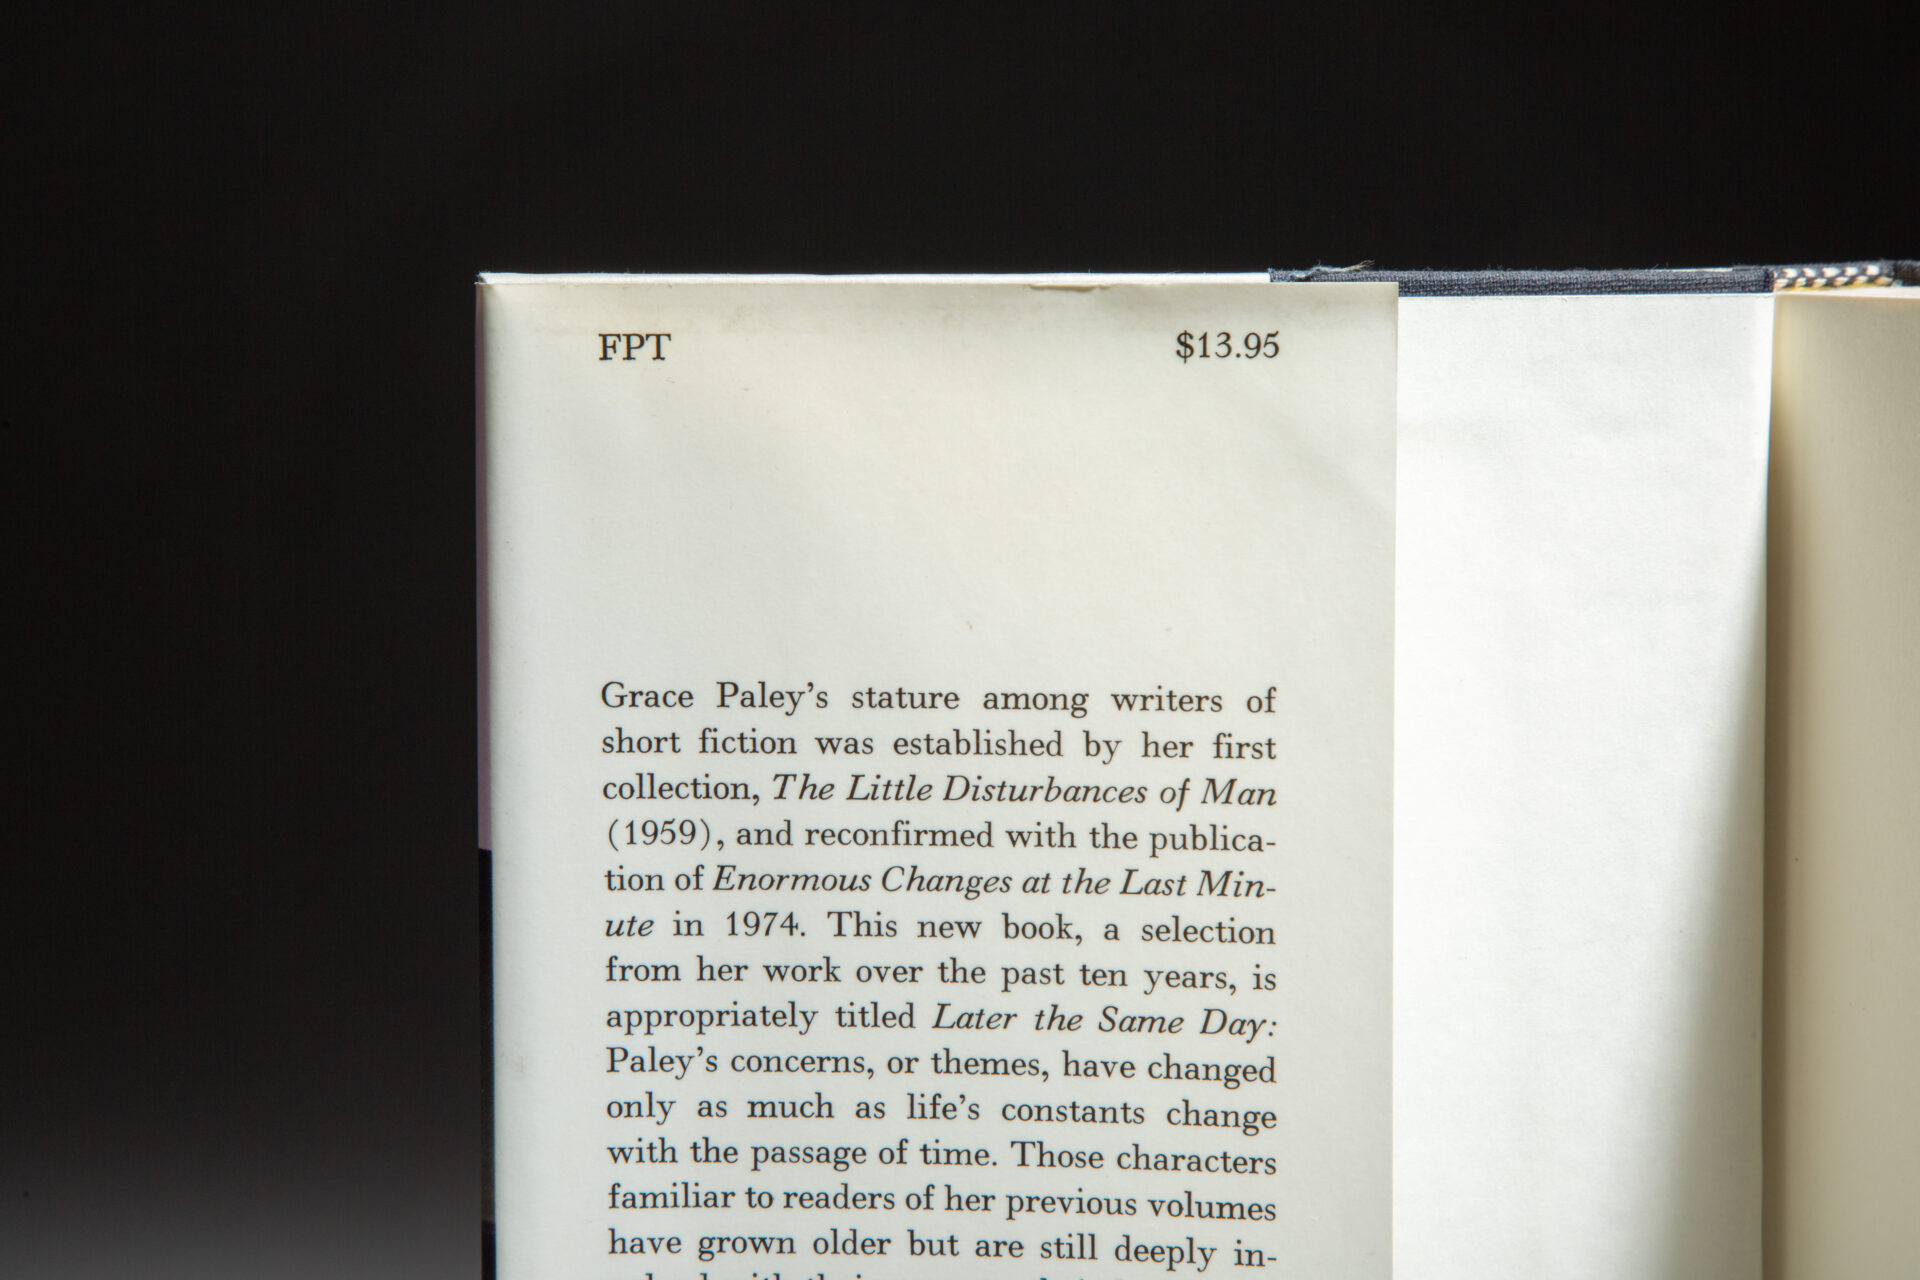 FPT $13.95
Grace Paley's stature among writers of
short fiction was established by her first
collection, The Little Disturbances of Man
(1959), and reconfirmed with the publica-
tion of Enormous Changes at the Last Min-
ute in 1974. This new book, a selection
from her work over the past ten years, is
appropriately titled Later the Same Day:
Paley's concerns, or themes, have changed
only as much as life's constants change
with the passage of time. Those characters
familiar to readers of her previous volumes
have grown older but are still deeply in-